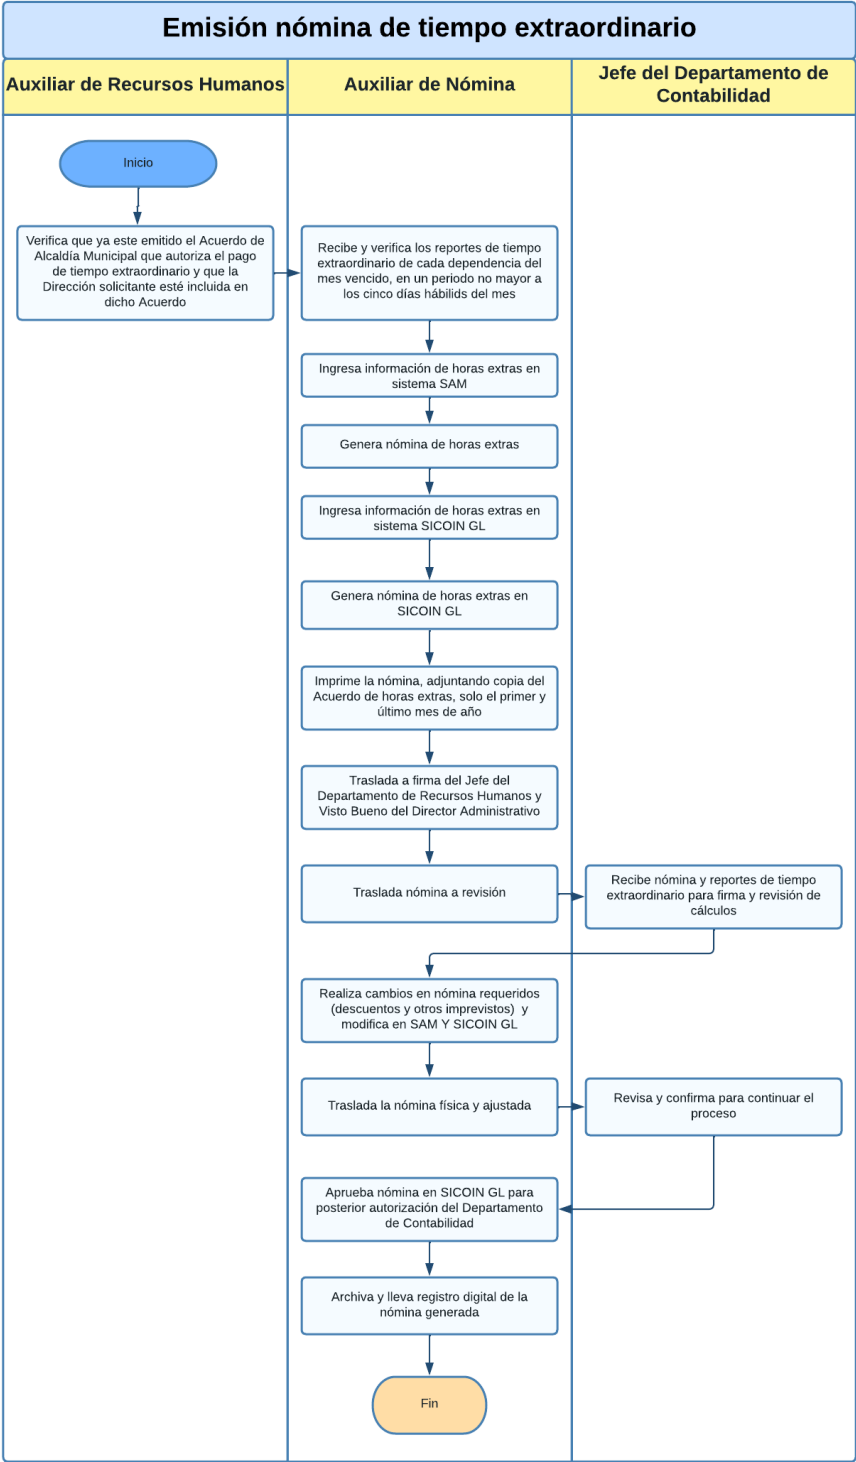 Emisión nómina de tiempo extraordinario
Auxiliar de Recursos Humanos
Auxiliar de Nómina
Jefe del Departamento de
Contabilidad
Inicio
Verifica que ya este emitido el Acuerdo de
Alcaldía Municipal que autoriza el pago
de tiempo extraordinario y que la
Dirección solicitante esté incluida en
dicho Acuerdo
Recibe y verifica los reportes de tiempo
extraordinario de cada dependencia del
mes vencido, en un periodo no mayor a
los cinco días hábilids del mes
Ingresa información de horas extras en
sistema SAM
Genera nómina de horas extras
Ingresa información de horas extras en
sistema SICOIN GL
Genera nómina de horas extras en
SICOIN GL
Imprime la nómina, adjuntando copia del
Acuerdo de horas extras, solo el primer y
último mes de año
Traslada a firma del Jefe del
Departamento de Recursos Humanos y
Visto Bueno del Director Administrativo
Traslada nómina a revisión
Recibe nómina y reportes de tiempo
extraordinario para firma y revisión de
cálculos
Realiza cambios en nómina requeridos
(descuentos y otros imprevistos) y
modifica en SAM Y SICOIN GL
Traslada la nómina física y ajustada
Revisa y confirma para continuar el
proceso
Aprueba nómina en SICOIN GL para
posterior autorización del Departamento
de Contabilidad
Archiva y lleva registro digital de la
nómina generada
Fin